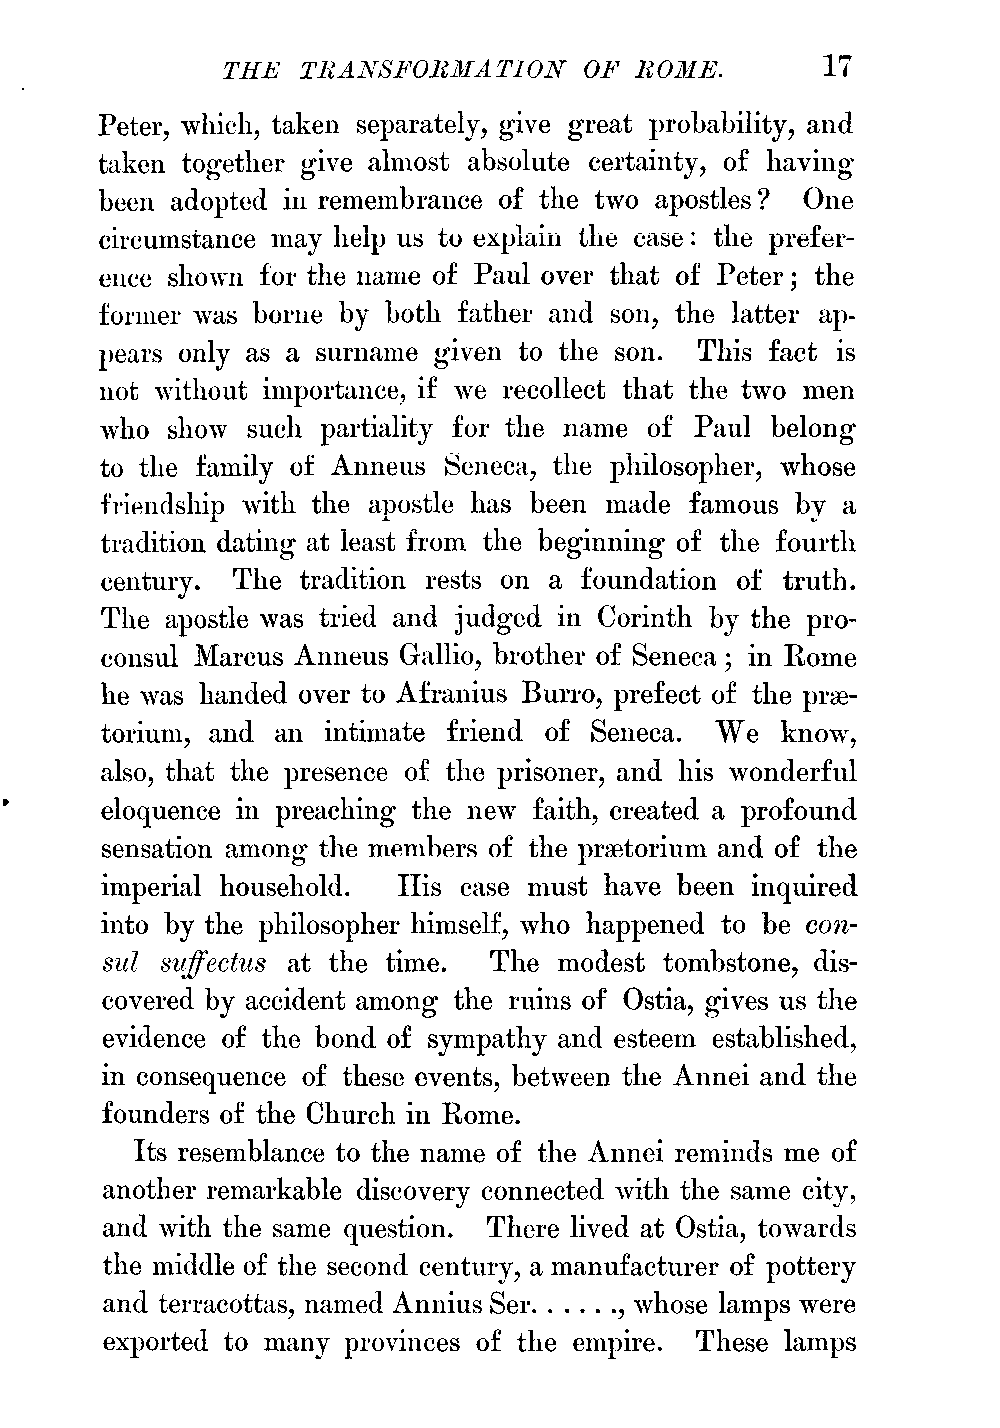 THE TRANSFORMATION OF ROME. 17
Peter, which, taken separately, give great probability, and
taken together give almost absolute certainty, of having
been adopted in remembrance of the two apostles? One
circumstance may help us to explain the case: the prefer-
ence shown for the name of Paul over that of Peter; the
former was borne by both father and son, the latter ap-
pears only as a surname given to the son. This fact is
not without importance, if we recollect that the two men
who show such partiality for the name of Paul belong
to the family of Anneus Seneca, the philosopher, whose
friendship with the apostle has been made famous by a
tradition dating at least from the beginning of the fourth
century. The tradition rests on a foundation of truth.
The apostle was tried and judged in Corinth by the pro-
consul Marcus Anneus Gallio, brother of Seneca; in Rome
he was handed over to Afranius Burro, prefect of the præ-
torium, and an intimate friend of Seneca. We know,
also, that the presence of the prisoner, and his wonderful
eloquence in preaching the new faith, created a profound
sensation among the members of the prætorium and of the
imperial household. His case must have been inquired
into by the philosopher himself, who happened to be con-
sul suffectus at the time. The modest tombstone, dis-
covered by accident among the ruins of Ostia, gives us the
evidence of the bond of sympathy and esteem established,
in consequence of these events, between the Annei and the
founders of the Church in Rome.
Its resemblance to the name of the Annei reminds me of
another remarkable discovery connected with the same city,
and with the same question. There lived at Ostia, towards
the middle of the second century, a manufacturer of pottery
and terracottas, named Annius Ser. . . . . ., whose lamps were
exported to many provinces of the empire. These lamps